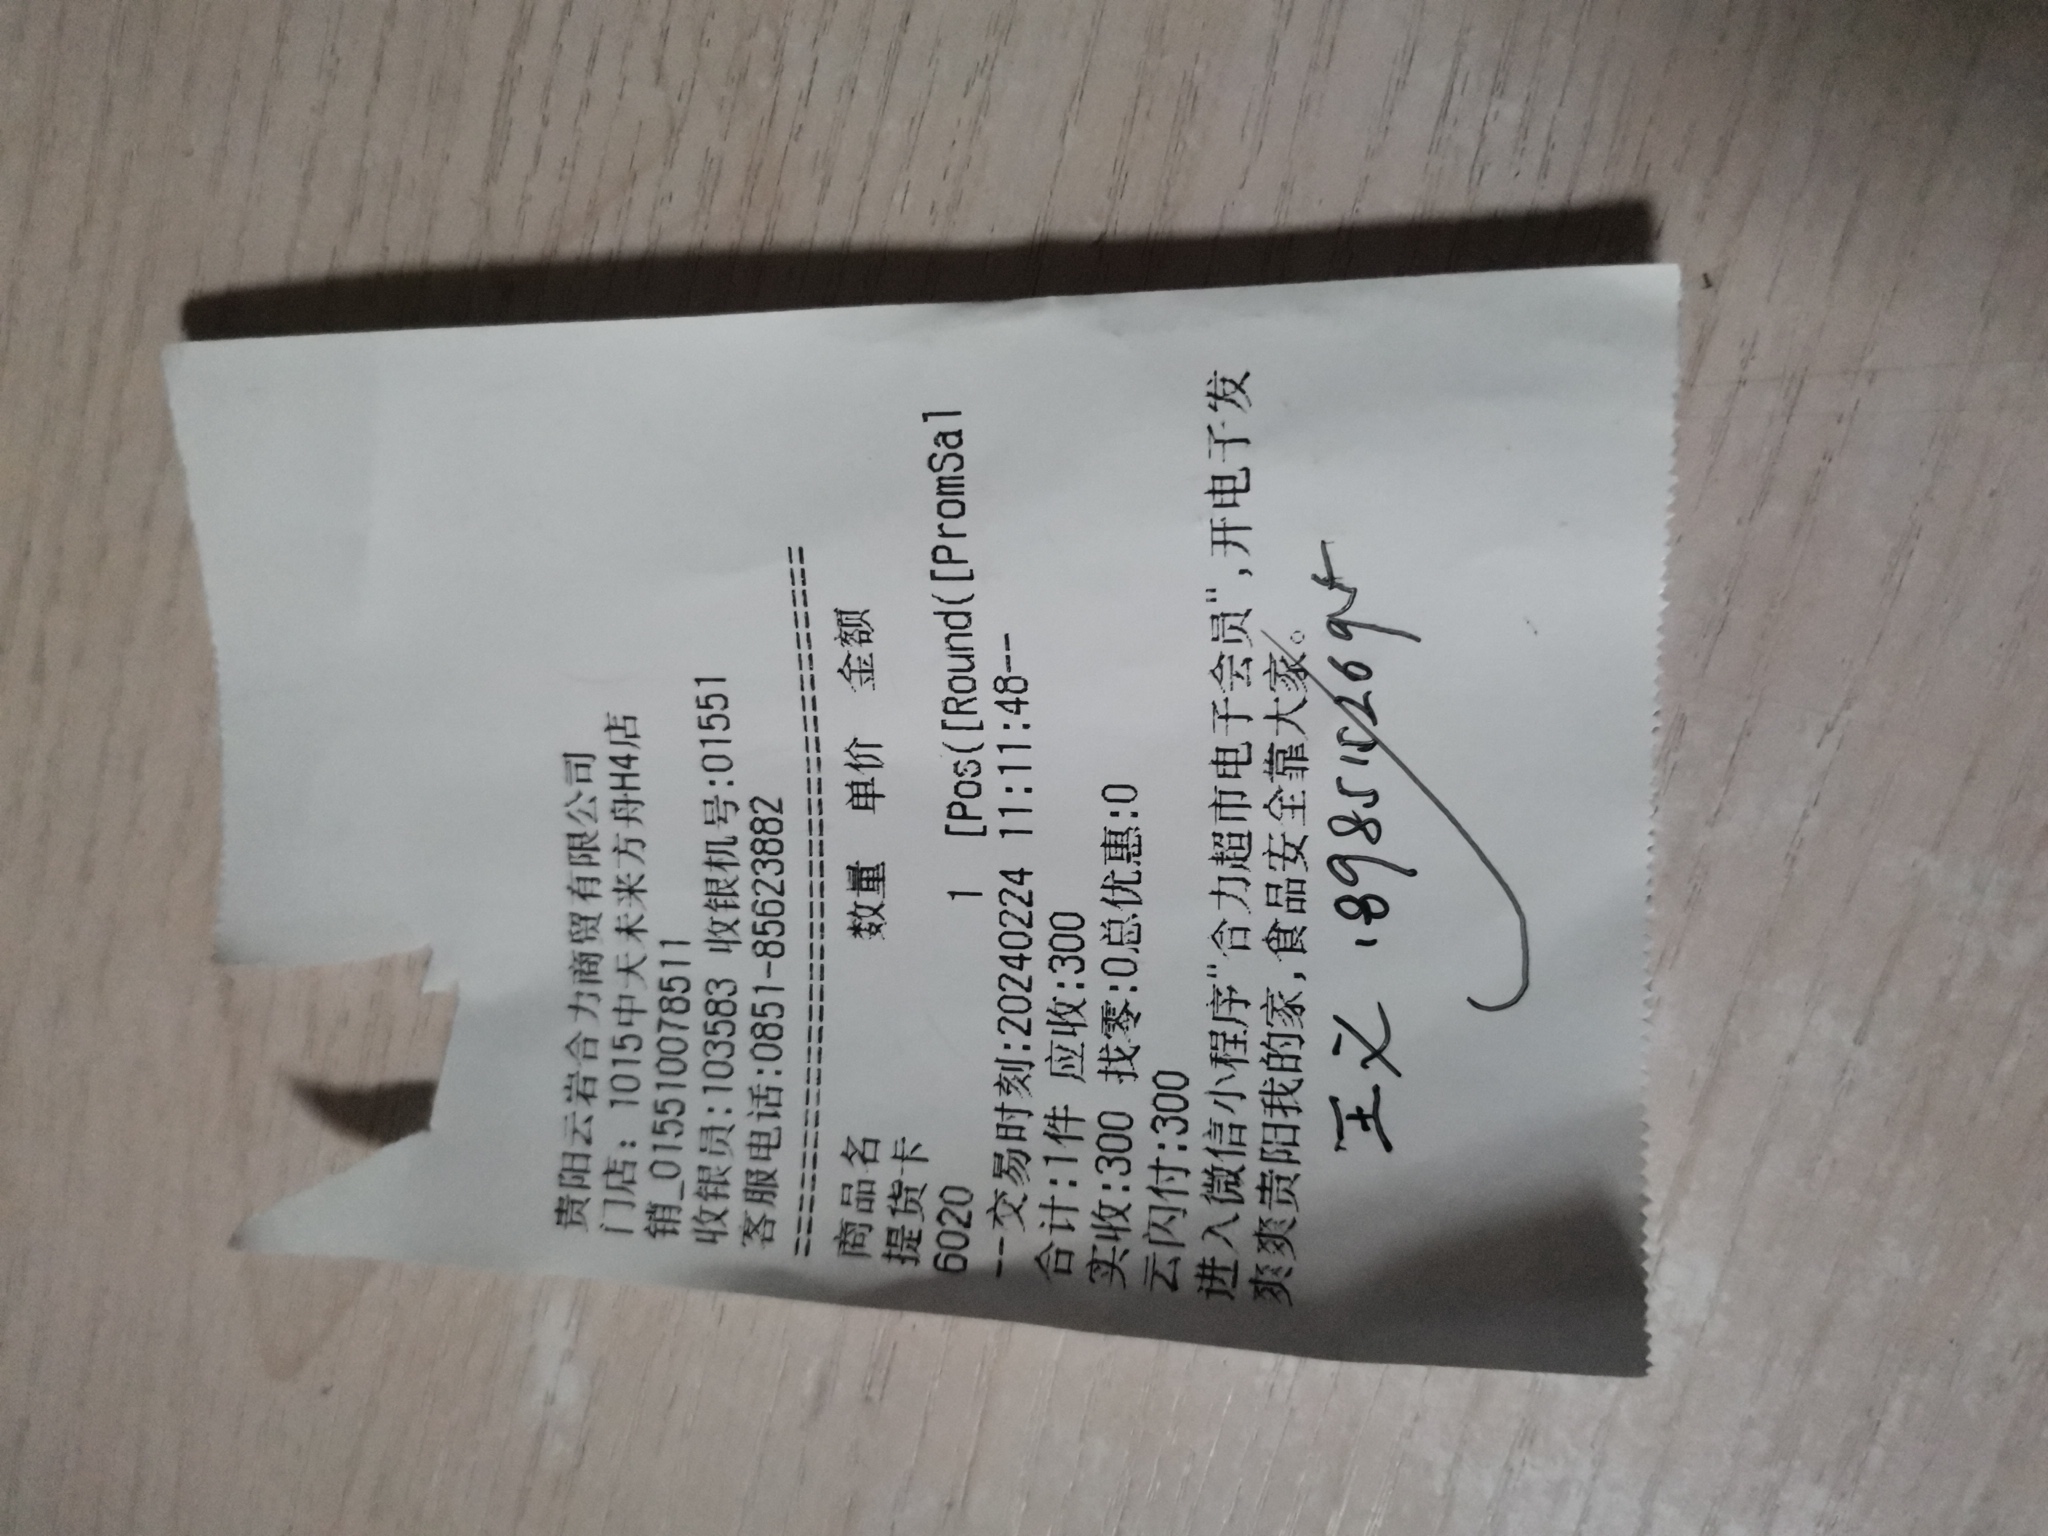 贵阳云岩合力商贸有限公司
门店：1015中天未来方舟H4店
销_015510078511
收银员:103583 收银机号:01551
客服电话:0851-85623882
========================================
商品名 数量 单价 金额
提货卡
6020 1 [Pos([Round([PromSal
--交易时刻:20240224 11:11:48--
合计:1件 应收:300
实收:300 找零:0总优惠:0
云闪付:300
进入微信小程序"合力超市电子会员",开电子发
爽爽贵阳我的家,食品安全靠大家。
王义